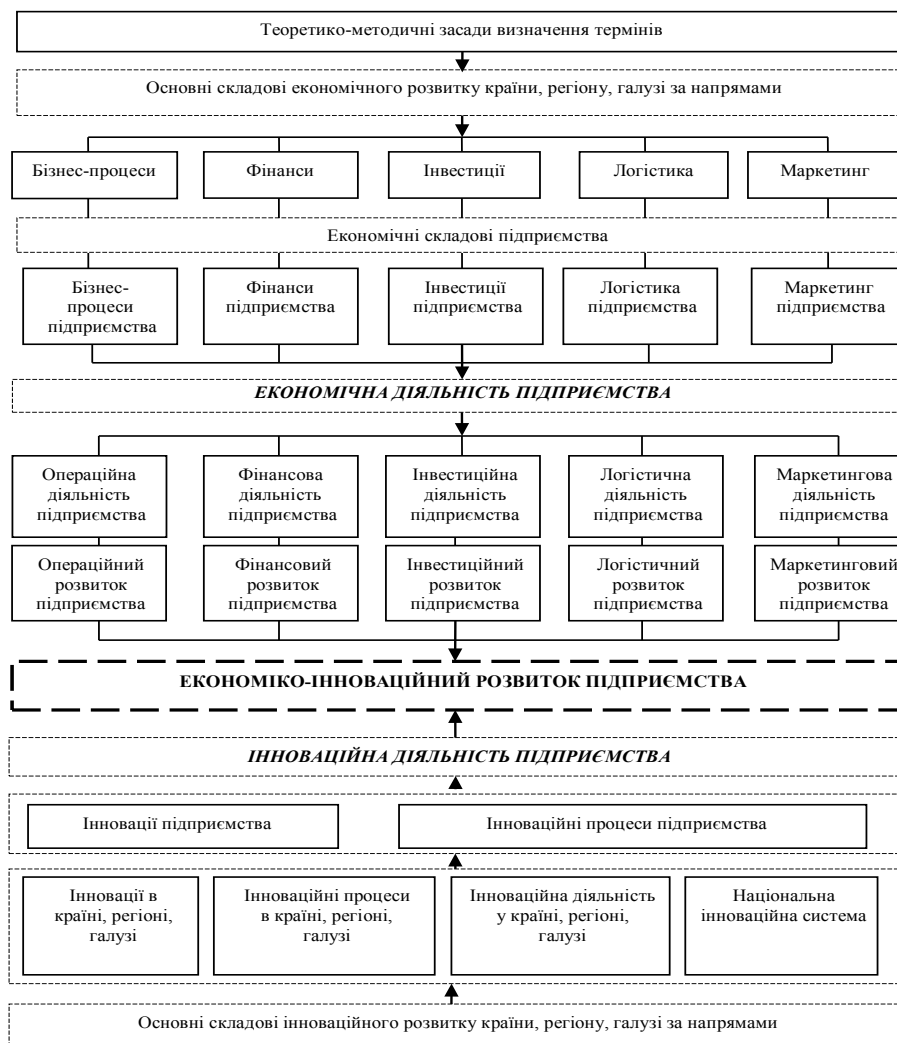 Теоретико-методичні засади визначення термінів
Основні складові економічного розвитку країни, регіону, галузі за напрямами
Бізнес-процеси
Фінанси
Інвестиції
Логістика
Маркетинг
Економічні складові підприємства
Бізнес-
процеси
підприємства
Фінанси
підприємства
Інвестиції
підприємства
Логістика
підприємства
Маркетинг
підприємства
ЕКОНОМІЧНА ДІЯЛЬНІСТЬ ПІДПРИЄМСТВА
Операційна
діяльність
підприємства
Фінансова
діяльність
підприємства
Інвестиційна
діяльність
підприємства
Логістична
діяльність
підприємства
Маркетингова
діяльність
підприємства
Операційний
розвиток
підприємства
Фінансовий
розвиток
підприємства
Інвестиційний
розвиток
підприємства
Логістичний
розвиток
підприємства
Маркетинговий
розвиток
підприємства
ЕКОНОМІКО-ІННОВАЦІЙНИЙ РОЗВИТОК ПІДПРИЄМСТВА
ІННОВАЦІЙНА ДІЯЛЬНІСТЬ ПІДПРИЄМСТВА
Інновації підприємства
Інноваційні процеси підприємства
Інновації в
країні, регіоні,
галузі
Інноваційні процеси
в країні, регіоні,
галузі
Інноваційна діяльність
у країні, регіоні,
галузі
Національна
інноваційна система
Основні складові інноваційного розвитку країни, регіону, галузі за напрямами